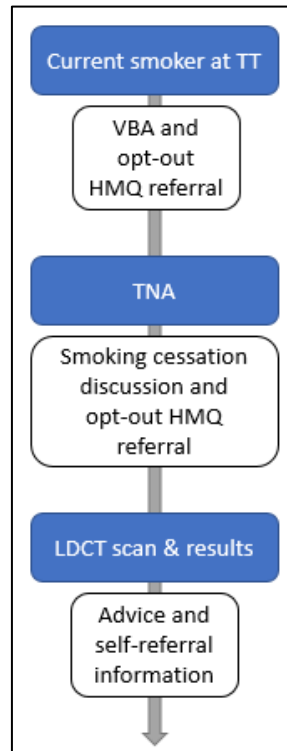 Current smoker at TT
VBA and
opt-out
HMQ referral
TNA
Smoking cessation
discussion and
opt-out HMQ
referral
LDCT scan & results
Advice and
self-referral
information